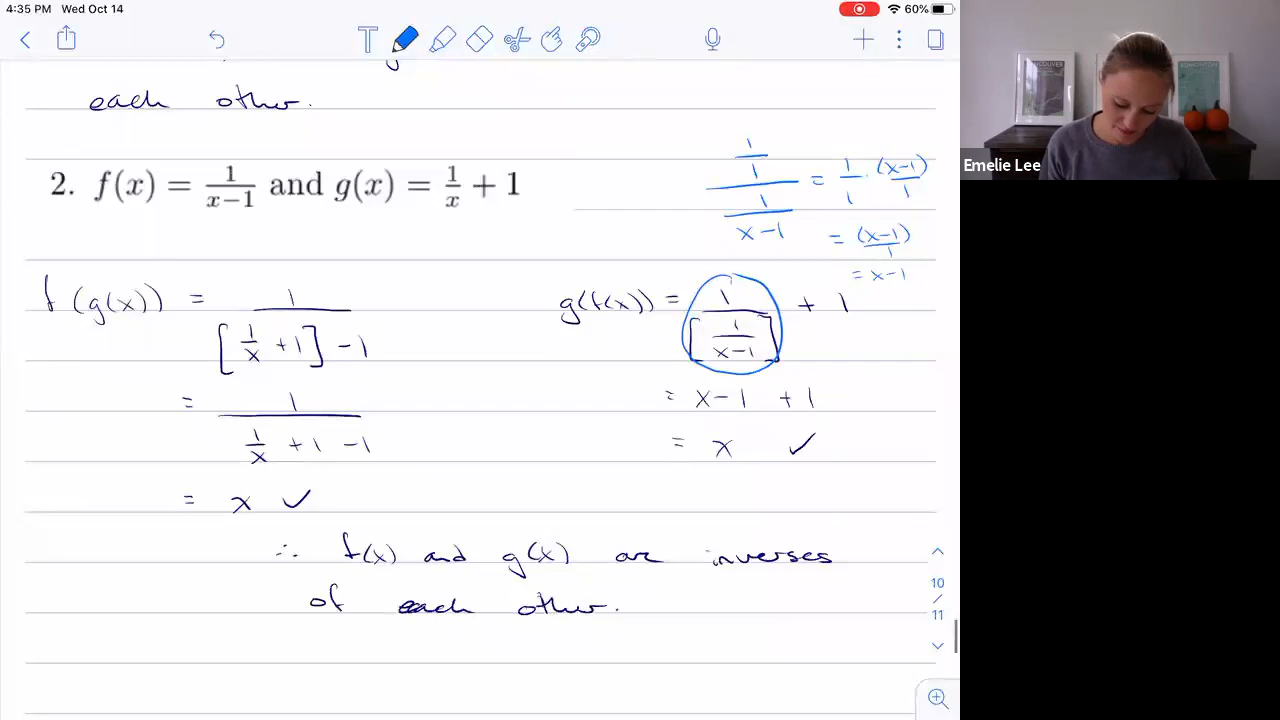 4:35 PM Wed Oct 14
60%
each other.
2. f(x) = 1/(x−1) and g(x) = 1/x + 1
(1/1)/(1/(x−1)) = 1/1 · (x−1)/1
= (x−1)/1
= x−1
f(g(x)) = 1/([1/x + 1] − 1)
= 1/(1/x + 1 − 1)
= x ✓
g(f(x)) = 1/[1/(x−1)] + 1
= x−1 + 1
= x ✓
∴ f(x) and g(x) are inverses
of each other.
10
/
11
Emelie Lee
VANCOUVER
EDMONTON